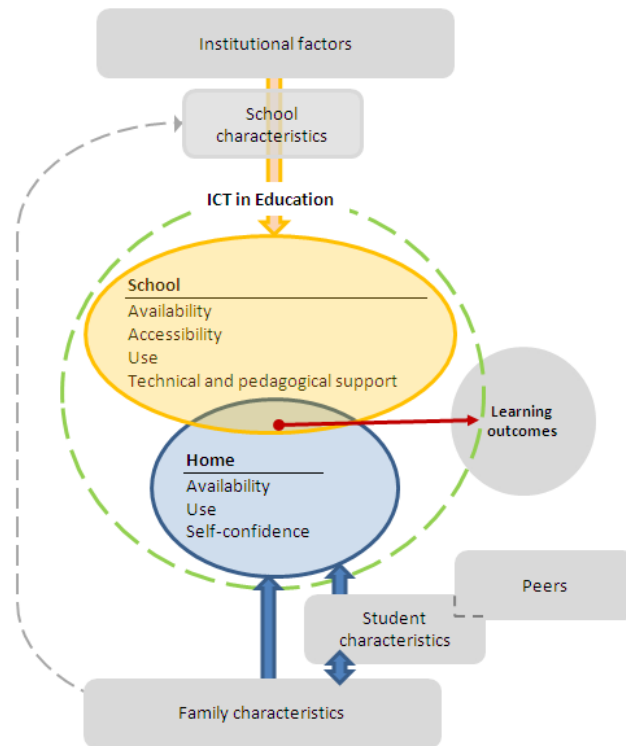 Institutional factors
School
characteristics
ICT in Education
School
Availability
Accessibility
Use
Technical and pedagogical support
Learning
outcomes
Home
Availability
Use
Self-confidence
Peers
Student
characteristics
Family characteristics